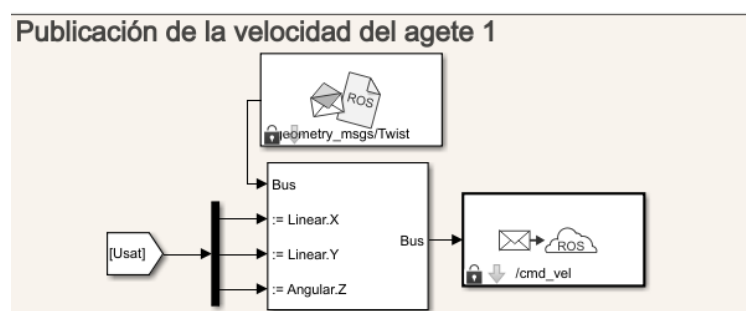 Publicación de la velocidad del agete 1
ROS
geometry_msgs/Twist
Bus
:= Linear.X
[Usat]
:= Linear.Y
Bus
:= Angular.Z
ROS
/cmd_vel